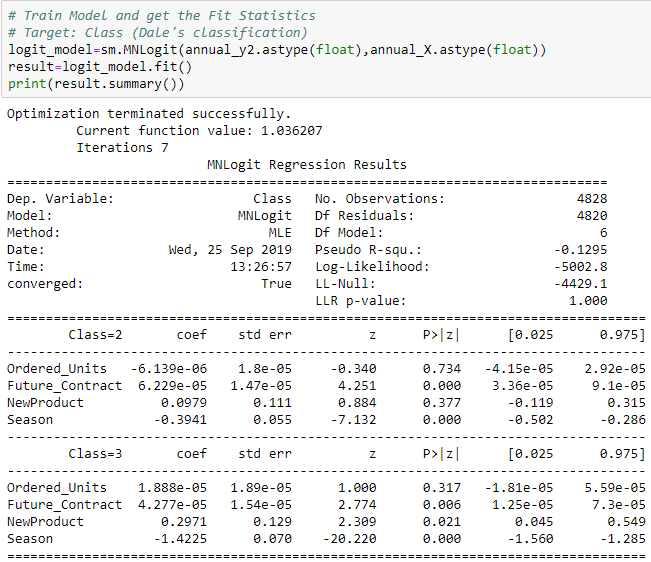 # Train Model and get the Fit Statistics
# Target: Class (Dale's classification)
logit_model=sm.MNLogit(annual_y2.astype(float),annual_X.astype(float))
result=logit_model.fit()
print(result.summary())
Optimization terminated successfully.
         Current function value: 1.036207
         Iterations 7
                          MNLogit Regression Results
==============================================================================
Dep. Variable:                  Class   No. Observations:                 4828
Model:                        MNLogit   Df Residuals:                     4820
Method:                           MLE   Df Model:                            6
Date:                Wed, 25 Sep 2019   Pseudo R-squ.:                 -0.1295
Time:                        13:26:57   Log-Likelihood:                -5002.8
converged:                       True   LL-Null:                       -4429.1
                                        LLR p-value:                     1.000
===================================================================================
        Class=2       coef    std err          z      P>|z|      [0.025      0.975]
-----------------------------------------------------------------------------------
Ordered_Units   -6.139e-06    1.8e-05     -0.340      0.734   -4.15e-05    2.92e-05
Future_Contract  6.229e-05   1.47e-05      4.251      0.000    3.36e-05     9.1e-05
NewProduct          0.0979      0.111      0.884      0.377      -0.119       0.315
Season             -0.3941      0.055     -7.132      0.000      -0.502      -0.286
-----------------------------------------------------------------------------------
        Class=3       coef    std err          z      P>|z|      [0.025      0.975]
-----------------------------------------------------------------------------------
Ordered_Units    1.888e-05   1.89e-05      1.000      0.317   -1.81e-05    5.59e-05
Future_Contract  4.277e-05   1.54e-05      2.774      0.006    1.25e-05     7.3e-05
NewProduct          0.2971      0.129      2.309      0.021       0.045       0.549
Season             -1.4225      0.070    -20.220      0.000      -1.560      -1.285
===================================================================================